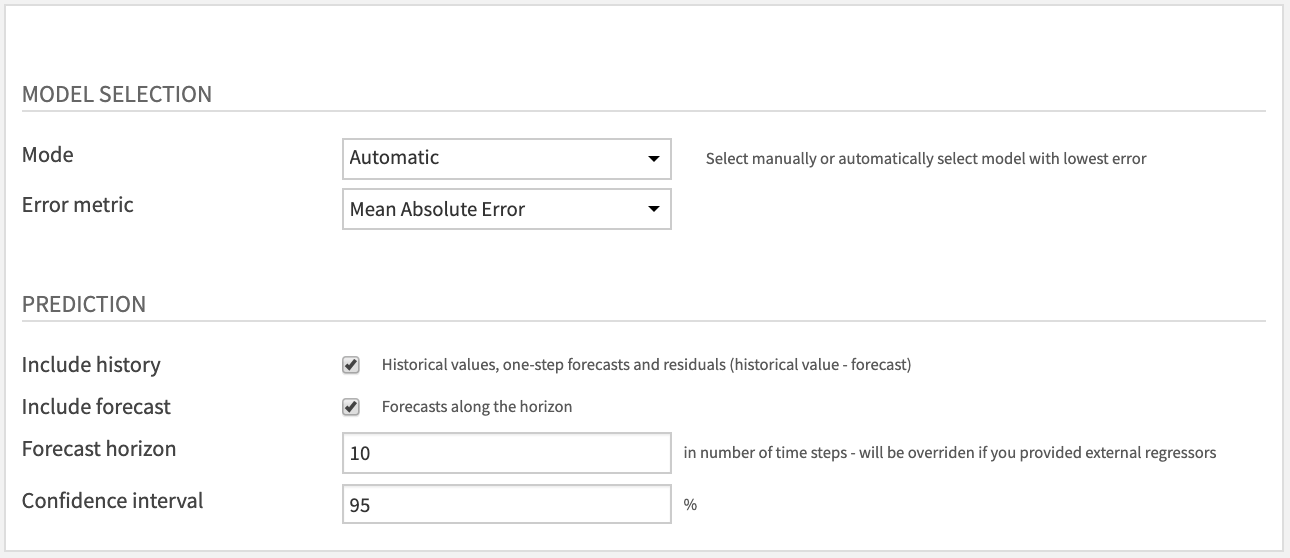 MODEL SELECTION
Mode Automatic Select manually or automatically select model with lowest error
Error metric Mean Absolute Error
PREDICTION
Include history Historical values, one-step forecasts and residuals (historical value - forecast)
Include forecast Forecasts along the horizon
Forecast horizon 10 in number of time steps - will be overriden if you provided external regressors
Confidence interval 95 %